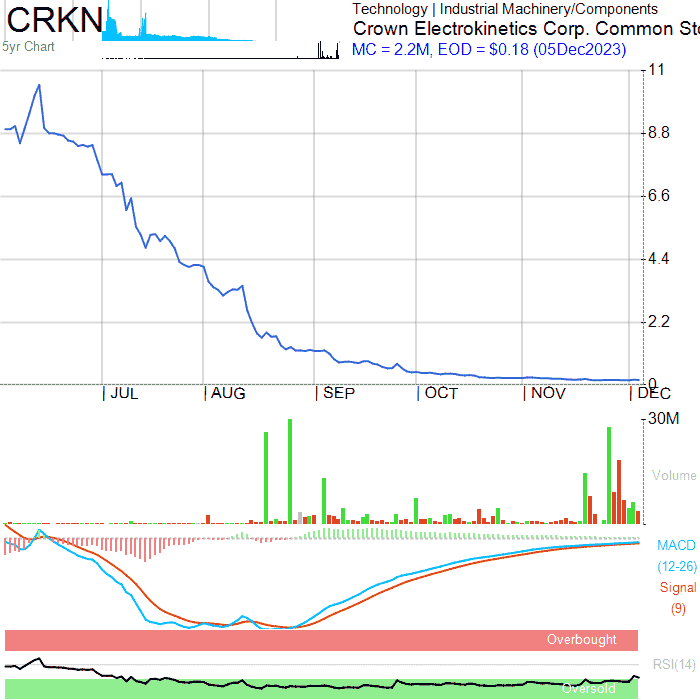 CRKN
5yr Chart
Technology | Industrial Machinery/Components
Crown Electrokinetics Corp. Common Sto
MC = 2.2M, EOD = $0.18 (05Dec2023)
11
8.8
6.6
4.4
2.2
0
JUL
AUG
SEP
OCT
NOV
DEC
30M
Volume
MACD
(12-26)
Signal
(9)
Overbought
RSI(14)
Oversold